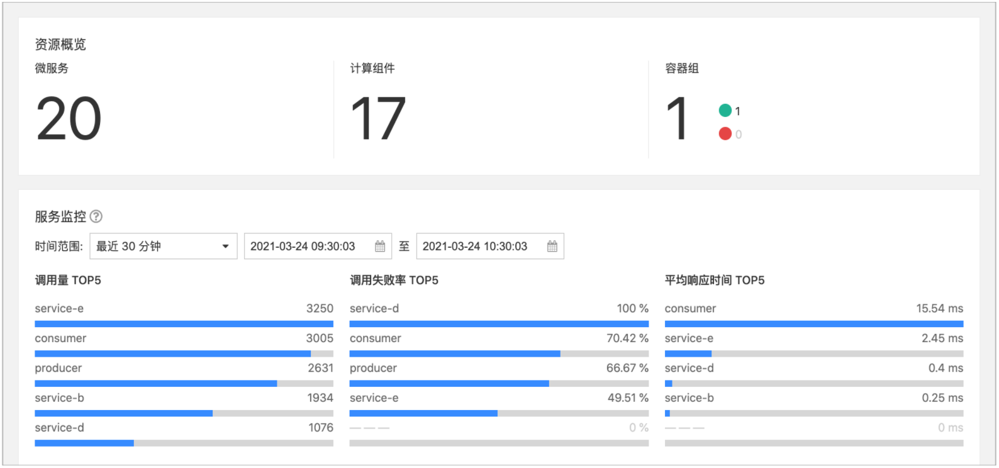 资源概览
微服务
20
计算组件
17
容器组
1
1
0
服务监控 ?
时间范围: 最近 30 分钟 2021-03-24 09:30:03 至 2021-03-24 10:30:03
调用量 TOP5
service-e 3250
consumer 3005
producer 2631
service-b 1934
service-d 1076
调用失败率 TOP5
service-d 100 %
consumer 70.42 %
producer 66.67 %
service-e 49.51 %
— — — 0 %
平均响应时间 TOP5
consumer 15.54 ms
service-e 2.45 ms
service-d 0.4 ms
service-b 0.25 ms
— — — 0 ms